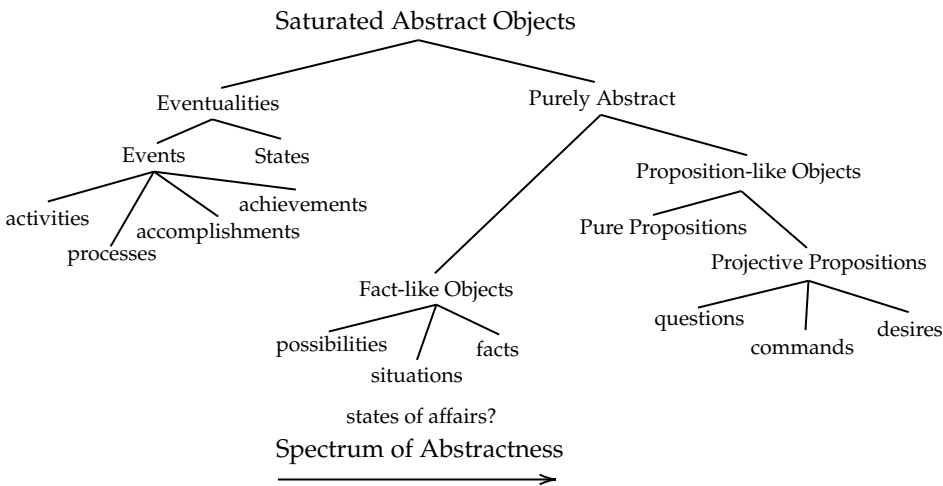 Saturated Abstract Objects
Eventualities
Purely Abstract
Events
States
Proposition-like Objects
activities
processes
accomplishments
achievements
Pure Propositions
Projective Propositions
Fact-like Objects
questions
commands
desires
possibilities
situations
facts
states of affairs?
Spectrum of Abstractness